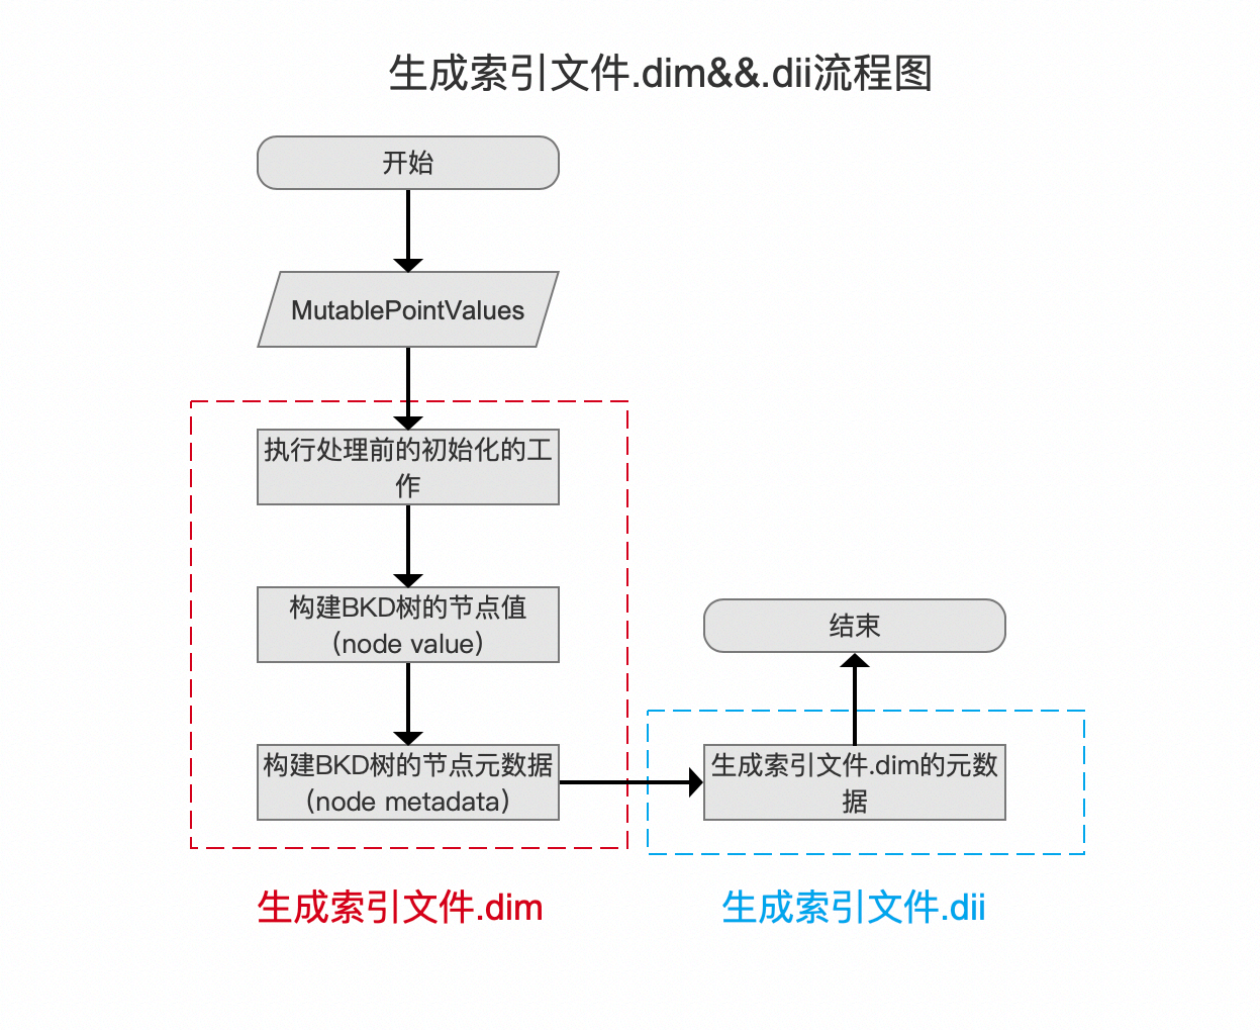 生成索引文件.dim&&.dii流程图
开始
MutablePointValues
执行处理前的初始化的工
作
构建BKD树的节点值
（node value）
构建BKD树的节点元数据
（node metadata）
生成索引文件.dim的元数
据
结束
生成索引文件.dim
生成索引文件.dii